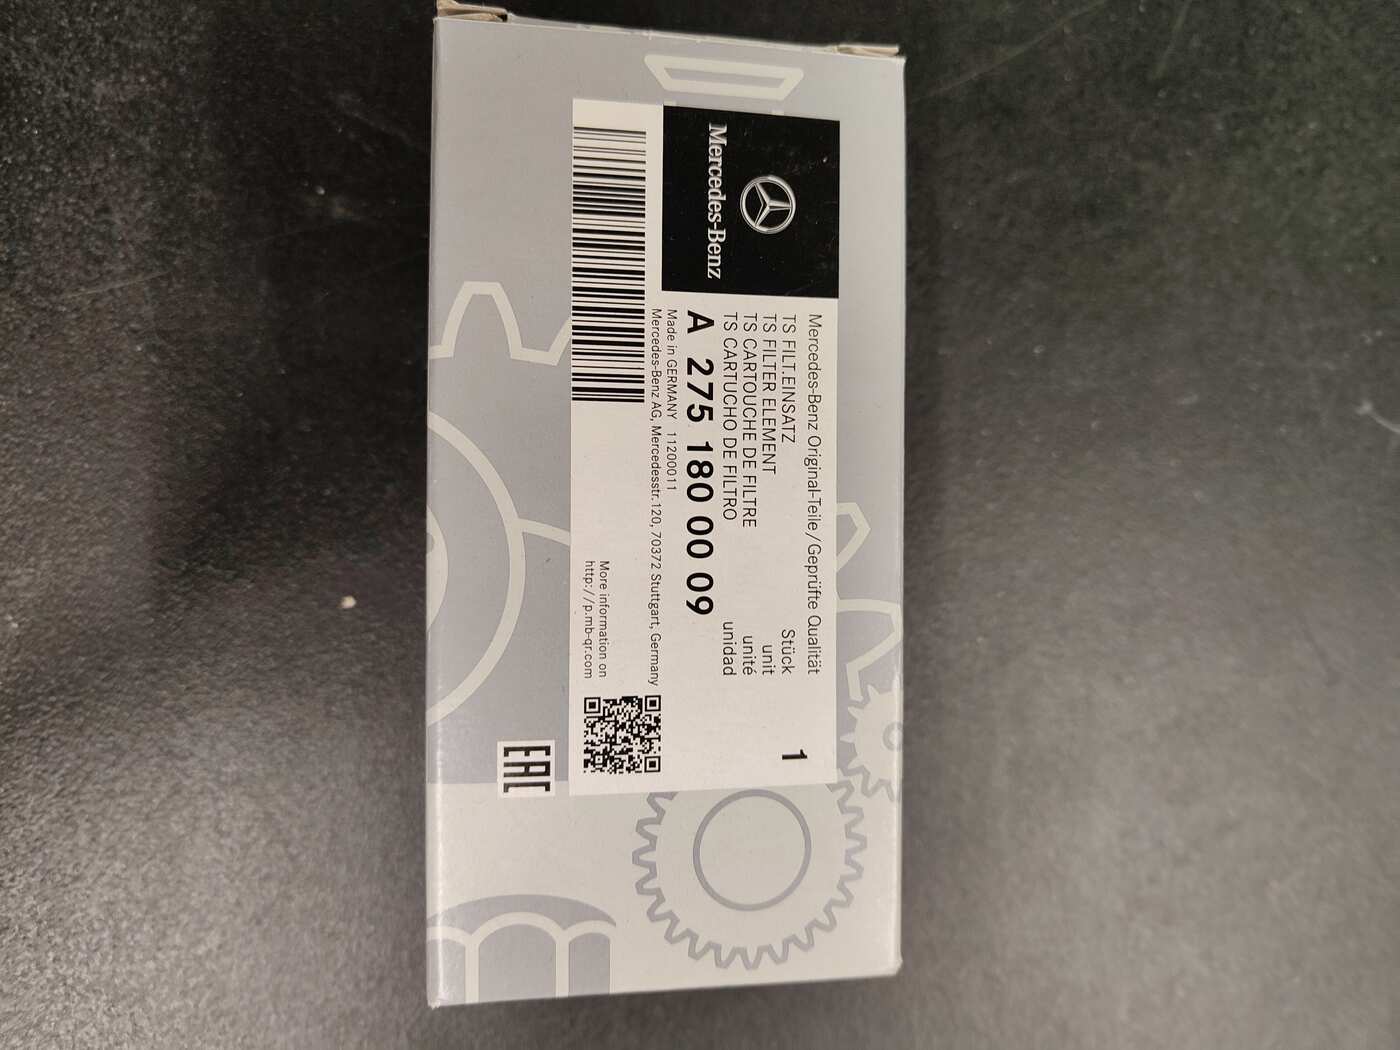 Mercedes-Benz
Mercedes-Benz Original-Teile/Geprüfte Qualität
TS FILT.EINSATZ Stück 1
TS FILTER ELEMENT unit
TS CARTOUCHE DE FILTRE unité
TS CARTUCHO DE FILTRO unidad
A 275 180 00 09
Made in GERMANY 11200011
Mercedes-Benz AG, Mercedesstr.120, 70372 Stuttgart, Germany
More information on
http://p.mb-qr.com
EAC